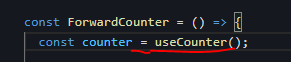 const ForwardCounter = () => {
const counter = useCounter();